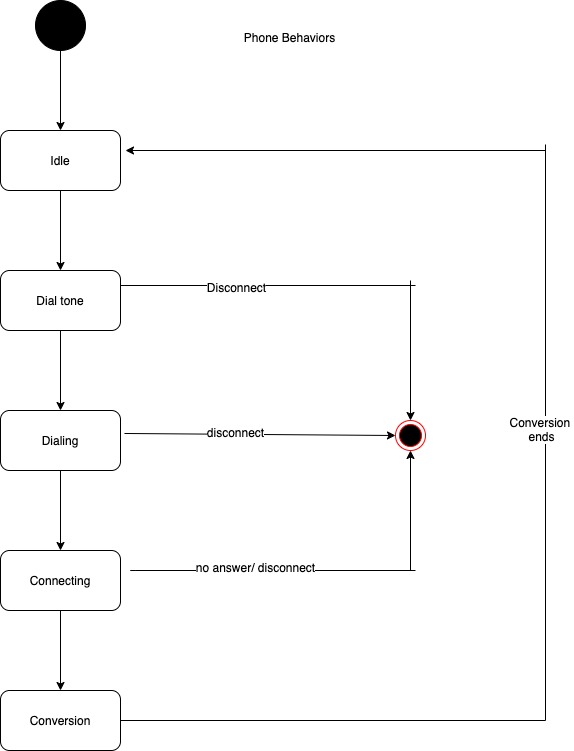 Phone Behaviors
Idle
Dial tone
Disconnect
Dialing
disconnect
Conversion
ends
Connecting
no answer/ disconnect
Conversion